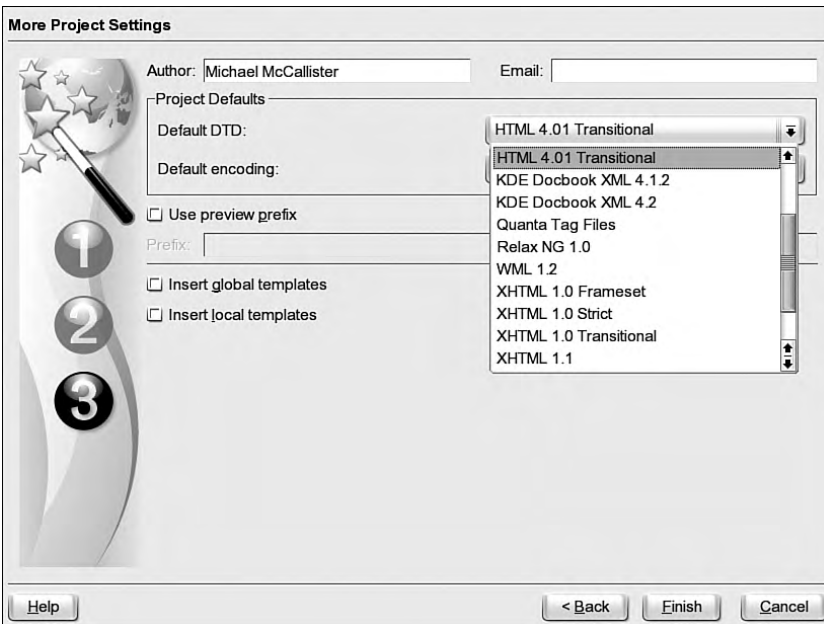 More Project Settings
Author: Michael McCallister Email:
Project Defaults
Default DTD: HTML 4.01 Transitional
Default encoding:
HTML 4.01 Transitional
KDE Docbook XML 4.1.2
KDE Docbook XML 4.2
Quanta Tag Files
Relax NG 1.0
WML 1.2
XHTML 1.0 Frameset
XHTML 1.0 Strict
XHTML 1.0 Transitional
XHTML 1.1
Use preview prefix
Prefix:
Insert global templates
Insert local templates
1
2
3
Help < Back Finish Cancel